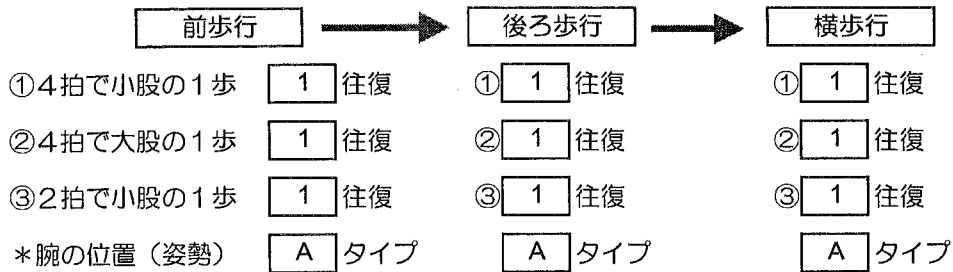 前歩行 後ろ歩行 横歩行
①4拍で小股の1歩 1 往復 ① 1 往復 ① 1 往復
②4拍で大股の1歩 1 往復 ② 1 往復 ② 1 往復
③2拍で小股の1歩 1 往復 ③ 1 往復 ③ 1 往復
*腕の位置（姿勢） A タイプ A タイプ A タイプ